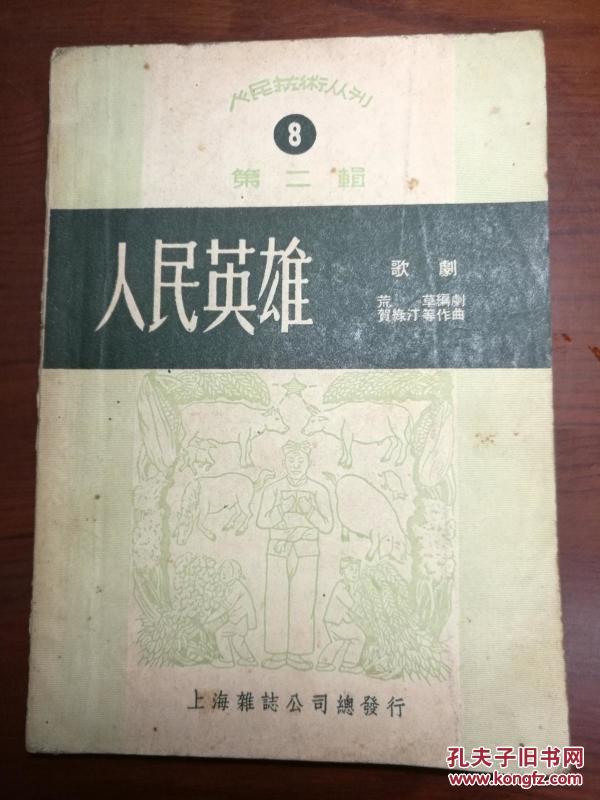 人民艺術丛刊
8
第二輯
人民英雄
歌劇
荒草編劇
賀綠汀等作曲
上海雜誌公司總發行
孔夫子旧书网
www.kongfz.com